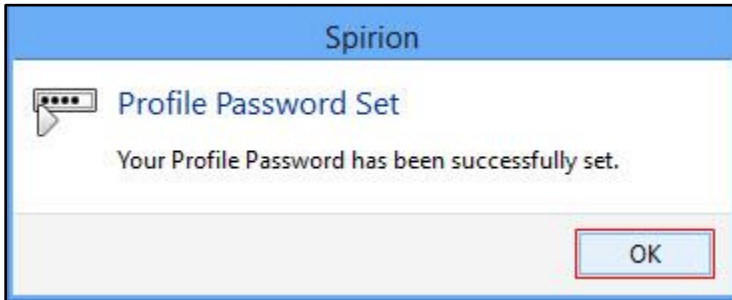 Spirion
Profile Password Set
Your Profile Password has been successfully set.
OK